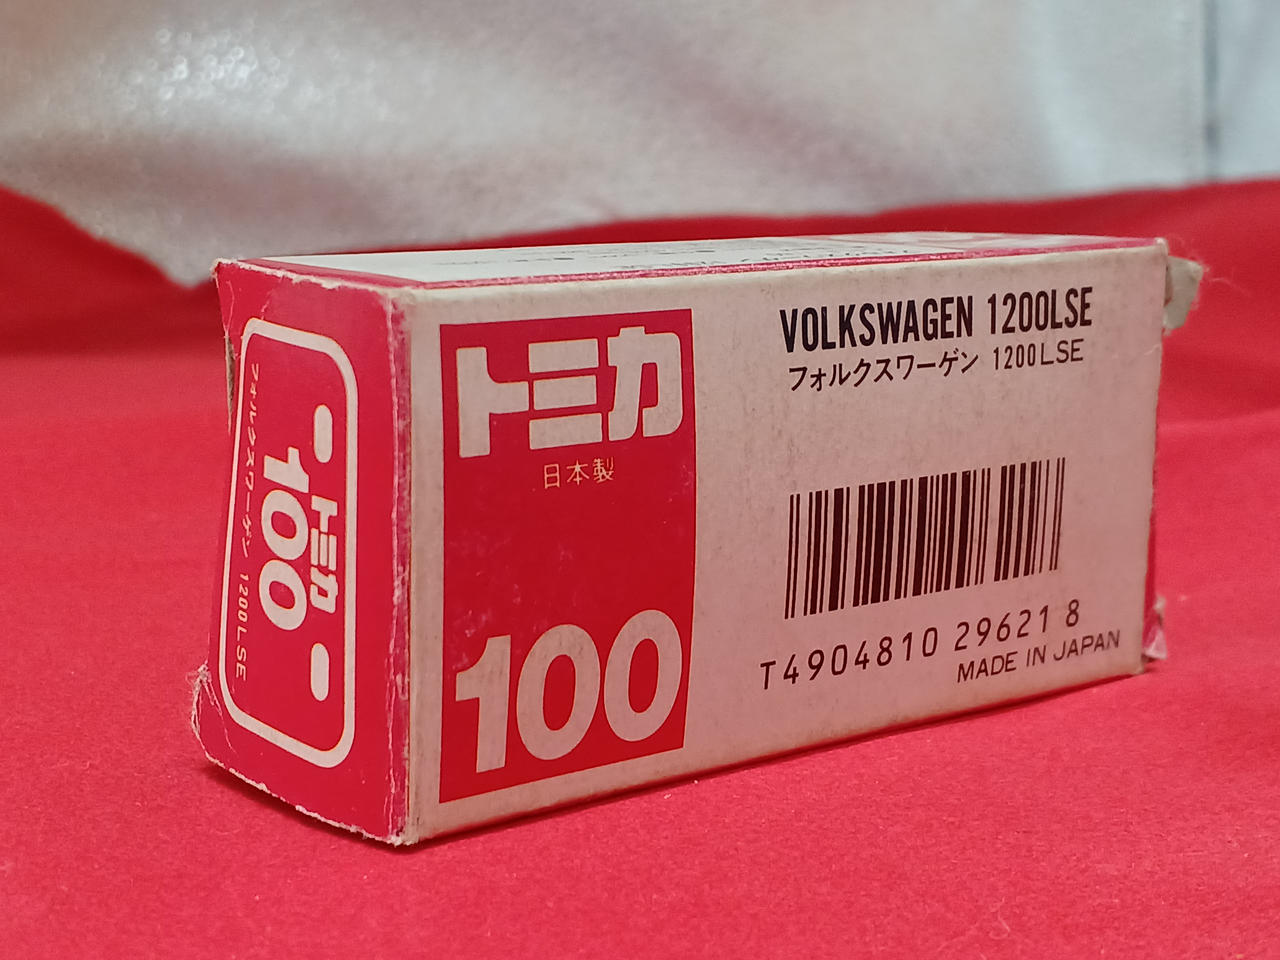 フォルクスワーゲン 1200LSE
トミカ
100
トミカ
日本製
100
VOLKSWAGEN 1200LSE
フォルクスワーゲン 1200LSE
T4904810 29621 8
MADE IN JAPAN